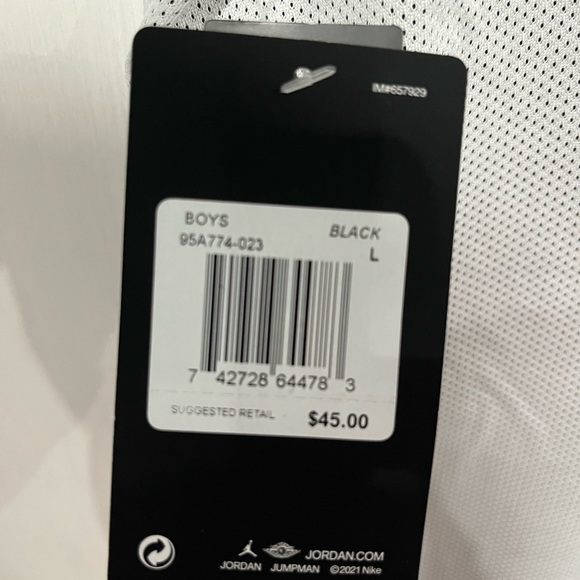 IM#657929
BOYS BLACK
95A774-023 L
7 42728 64478 3
SUGGESTED RETAIL $45.00
JORDAN.COM
JORDAN JUMPMAN ©2021 Nike